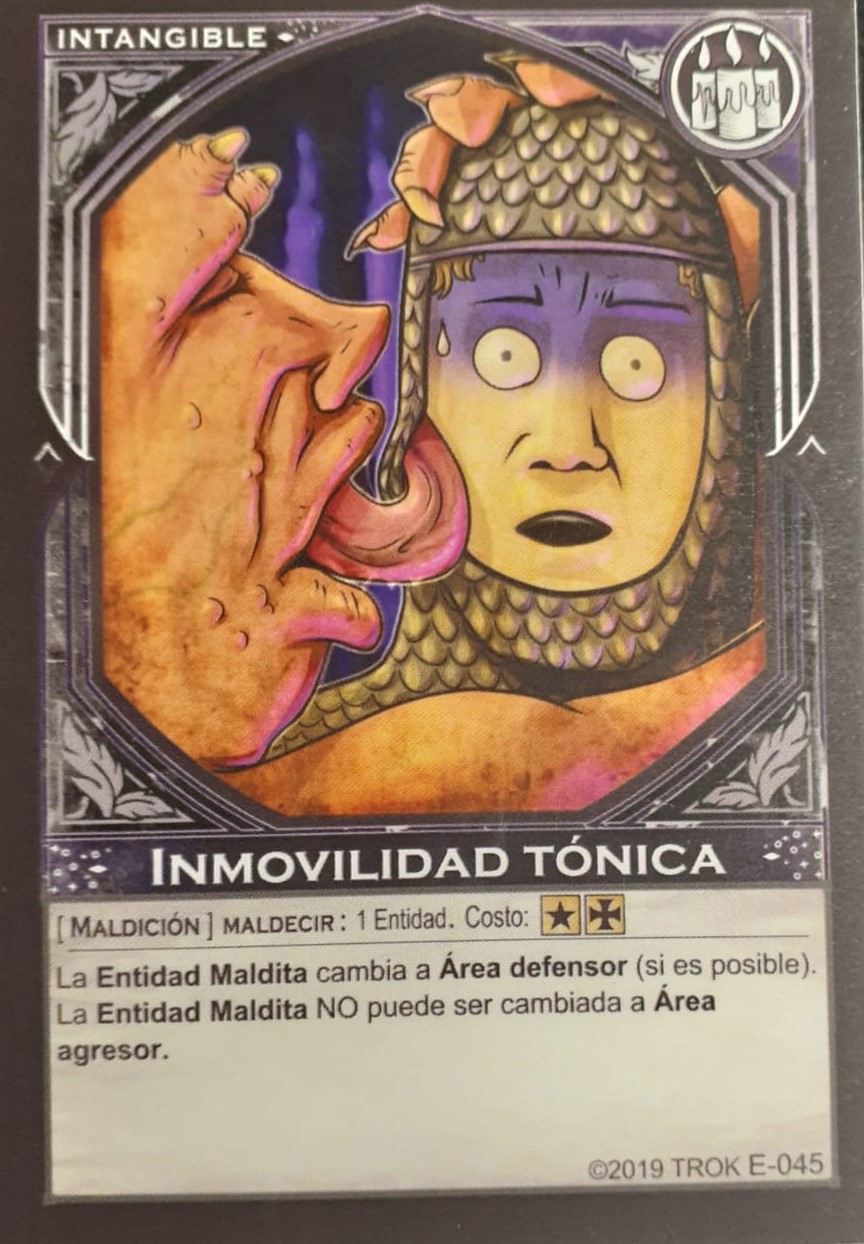 INTANGIBLE
INMOVILIDAD TÓNICA
[ MALDICIÓN ] MALDECIR: 1 Entidad. Costo:
La Entidad Maldita cambia a Área defensor (si es posible).
La Entidad Maldita NO puede ser cambiada a Área
agresor.
©2019 TROK E-045